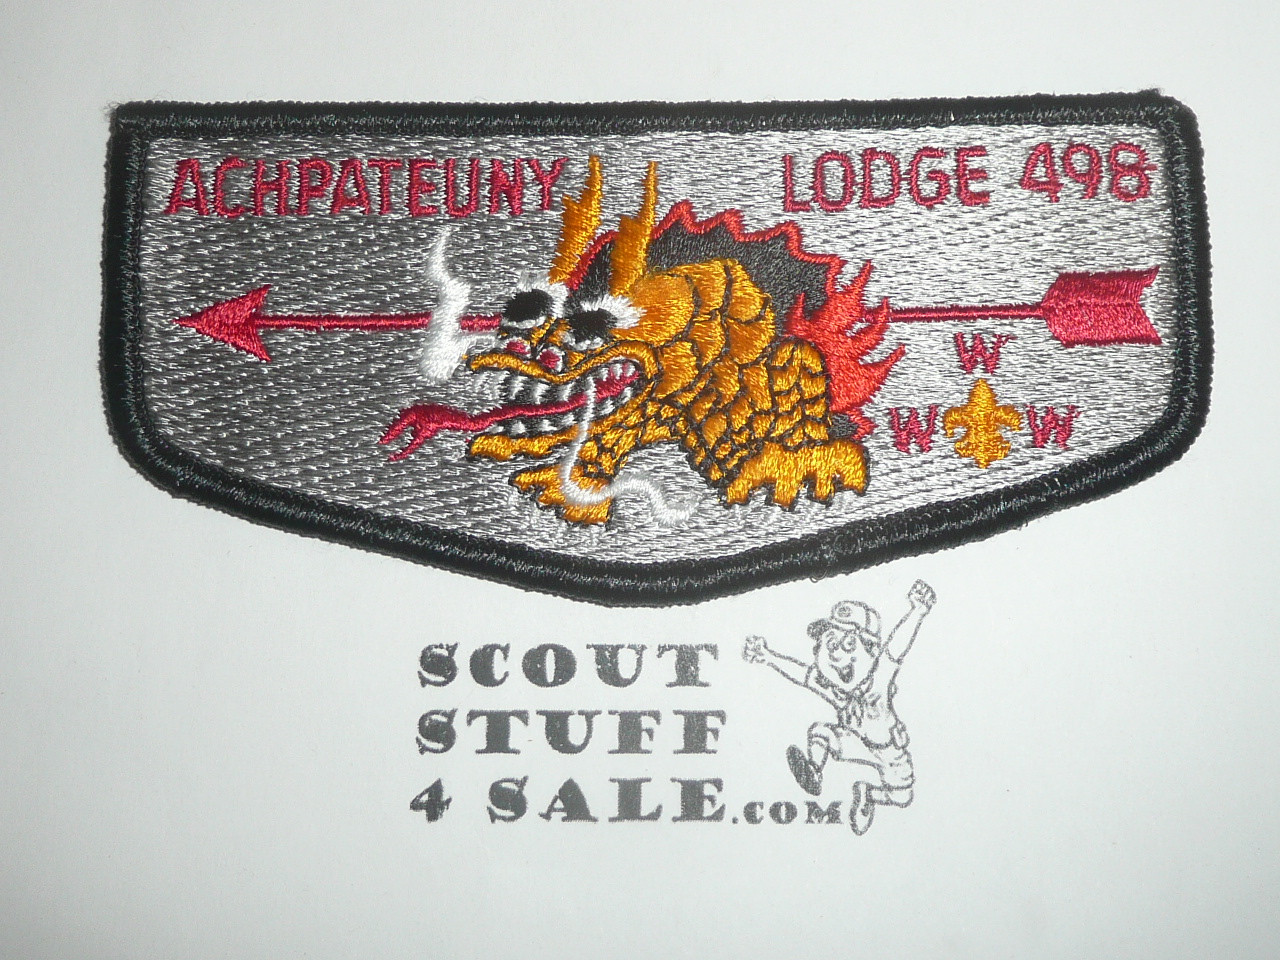 ACHPATEUNY LODGE 498
W
W W
SCOUT
STUFF
4 SALE.COM